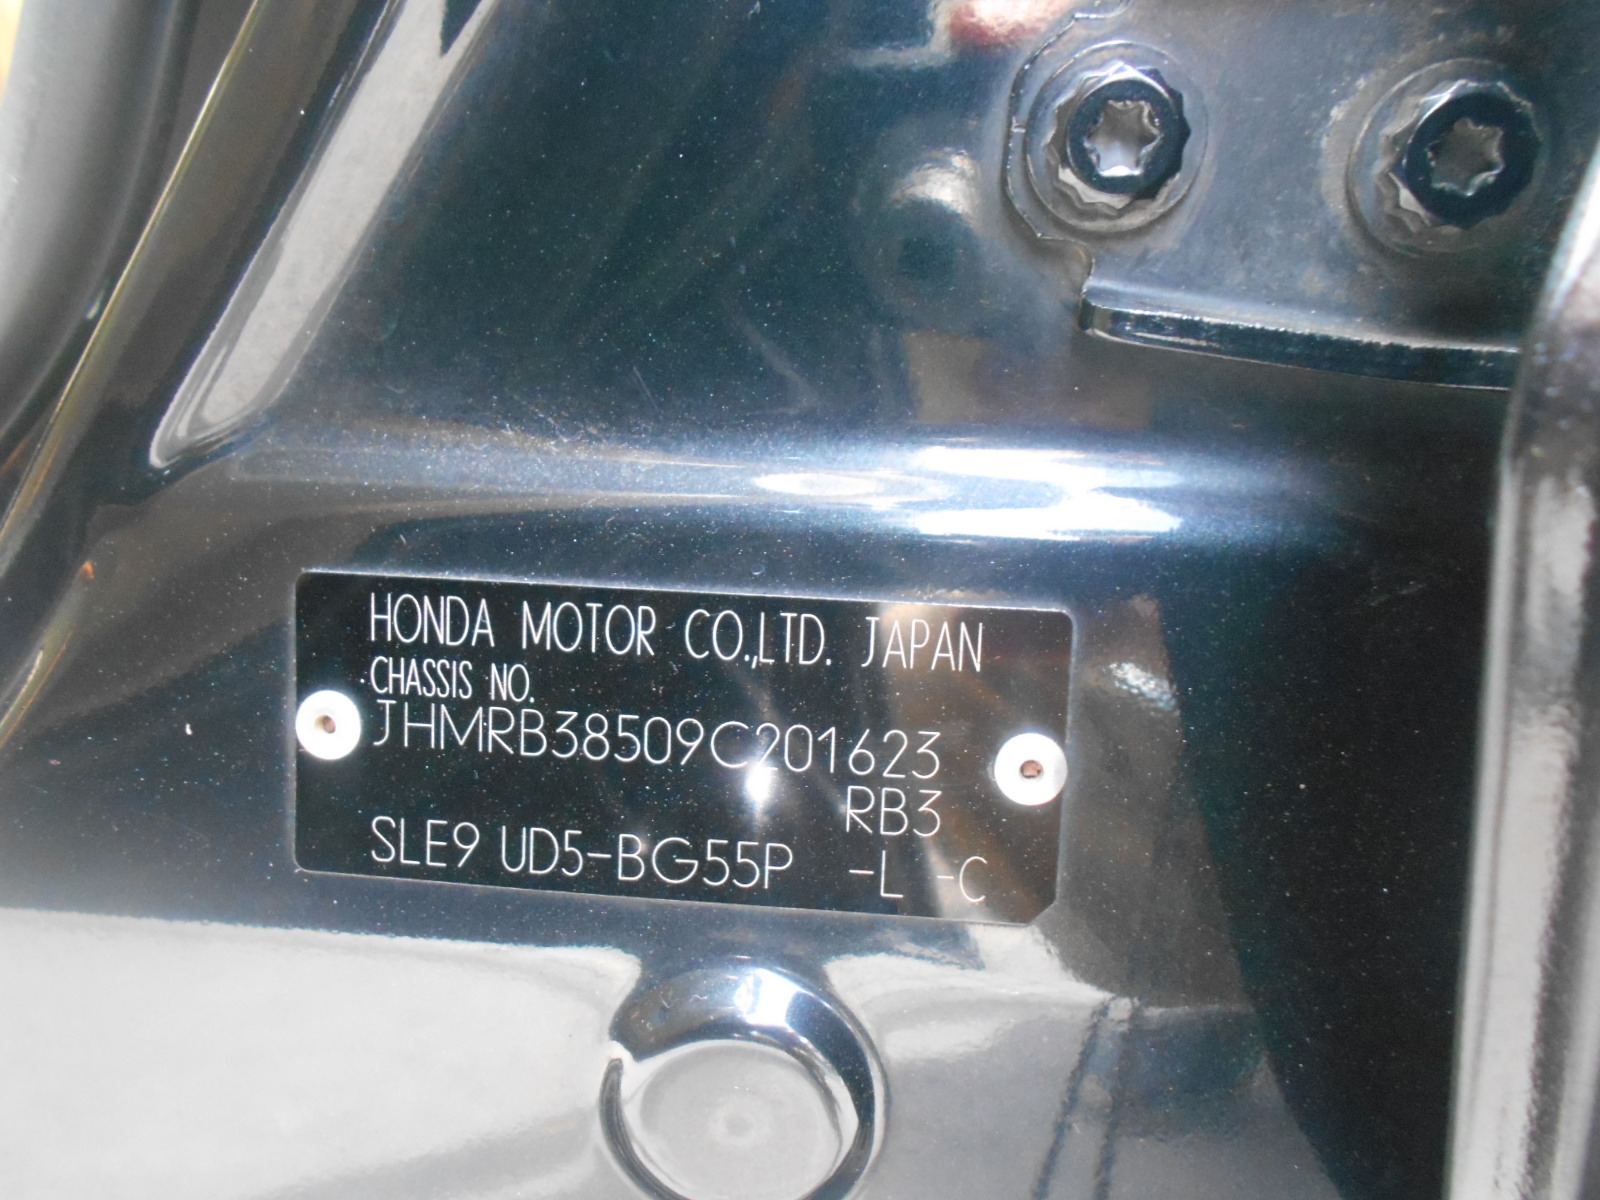 HONDA MOTOR CO.,LTD. JAPAN
CHASSIS NO.
JHMRB38509C201623
RB3
SLE9 UD5-BG55P -L -C